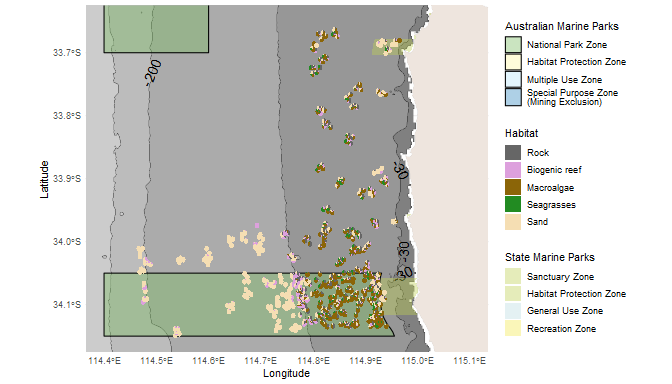 Australian Marine Parks
National Park Zone
Habitat Protection Zone
Multiple Use Zone
Special Purpose Zone
(Mining Exclusion)
Habitat
Rock
Biogenic reef
Macroalgae
Seagrasses
Sand
State Marine Parks
Sanctuary Zone
Habitat Protection Zone
General Use Zone
Recreation Zone
Latitude
33.7°S
33.8°S
33.9°S
34.0°S
34.1°S
-200
-30
-30
-30
114.4°E 114.5°E 114.6°E 114.7°E 114.8°E 114.9°E 115.0°E 115.1°E
Longitude